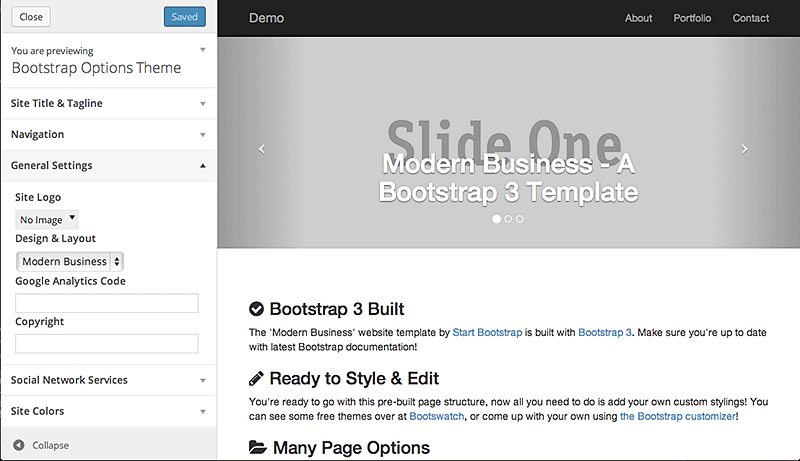 Close
Saved
You are previewing
Bootstrap Options Theme
Site Title & Tagline
Navigation
General Settings
Site Logo
No Image
Design & Layout
Modern Business
Google Analytics Code
Copyright
Social Network Services
Site Colors
Collapse
Demo
About Portfolio Contact
Slide One
Modern Business - A
Bootstrap 3 Template
Bootstrap 3 Built
The 'Modern Business' website template by Start Bootstrap is built with Bootstrap 3. Make sure you're up to date
with latest Bootstrap documentation!
Ready to Style & Edit
You're ready to go with this pre-built page structure, now all you need to do is add your own custom stylings! You
can see some free themes over at Bootswatch, or come up with your own using the Bootstrap customizer!
Many Page Options